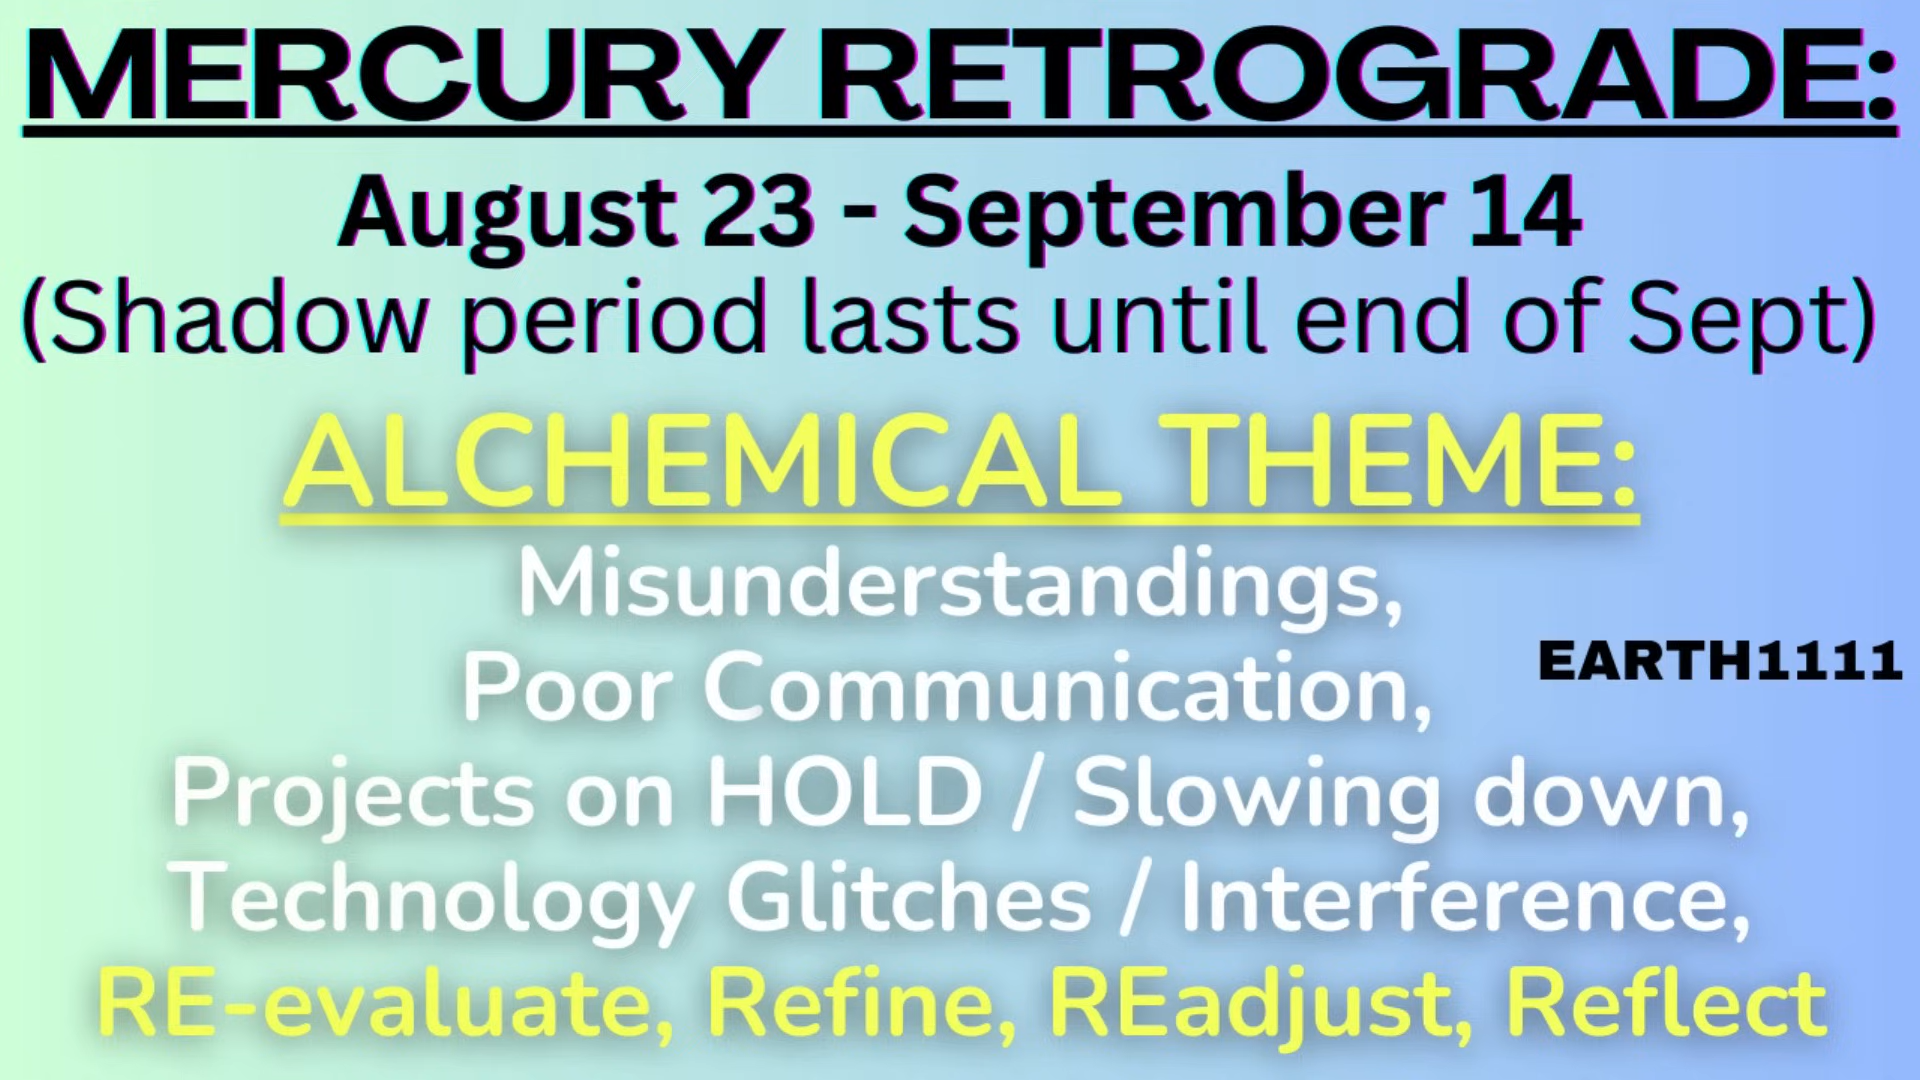 MERCURY RETROGRADE:
August 23 - September 14
(Shadow period lasts until end of Sept)
ALCHEMICAL THEME:
Misunderstandings,
Poor Communication,
EARTH1111
Projects on HOLD / Slowing down,
Technology Glitches / Interference,
RE-evaluate, Refine, REadjust, Reflect